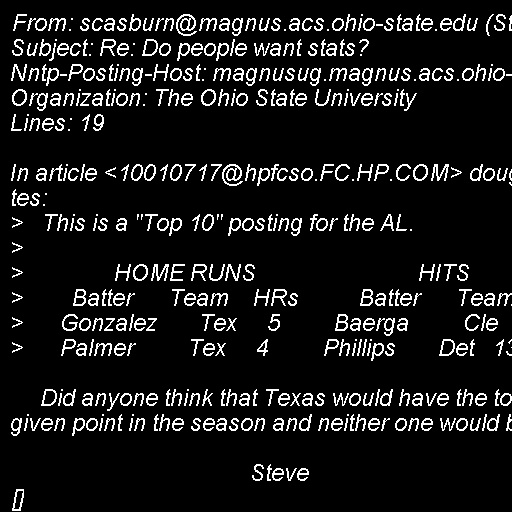 From: scasburn@magnus.acs.ohio-state.edu (St
Subject: Re: Do people want stats?
Nntp-Posting-Host: magnusug.magnus.acs.ohio-
Organization: The Ohio State University
Lines: 19

In article <10010717@hpfcso.FC.HP.COM> doug
tes:
>   This is a "Top 10" posting for the AL.
>
>               HOME RUNS                           HITS
>        Batter      Team    HRs          Batter      Team
>      Gonzalez       Tex     5         Baerga         Cle
>      Palmer         Tex     4         Phillips       Det   13

     Did anyone think that Texas would have the to
given point in the season and neither one would b

                                        Steve
[]